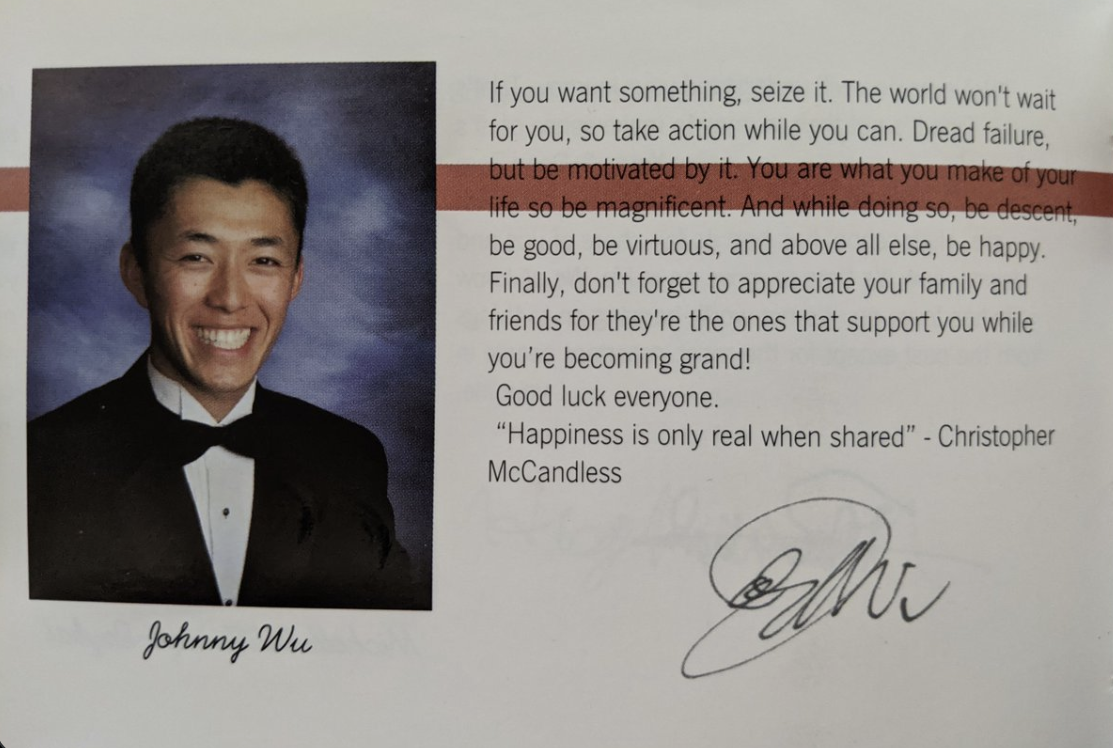 If you want something, seize it. The world won't wait
for you, so take action while you can. Dread failure,
but be motivated by it. You are what you make of your
life so be magnificent. And while doing so, be descent,
be good, be virtuous, and above all else, be happy.
Finally, don't forget to appreciate your family and
friends for they're the ones that support you while
you're becoming grand!
Good luck everyone.
“Happiness is only real when shared” - Christopher
McCandless
Johnny Wu